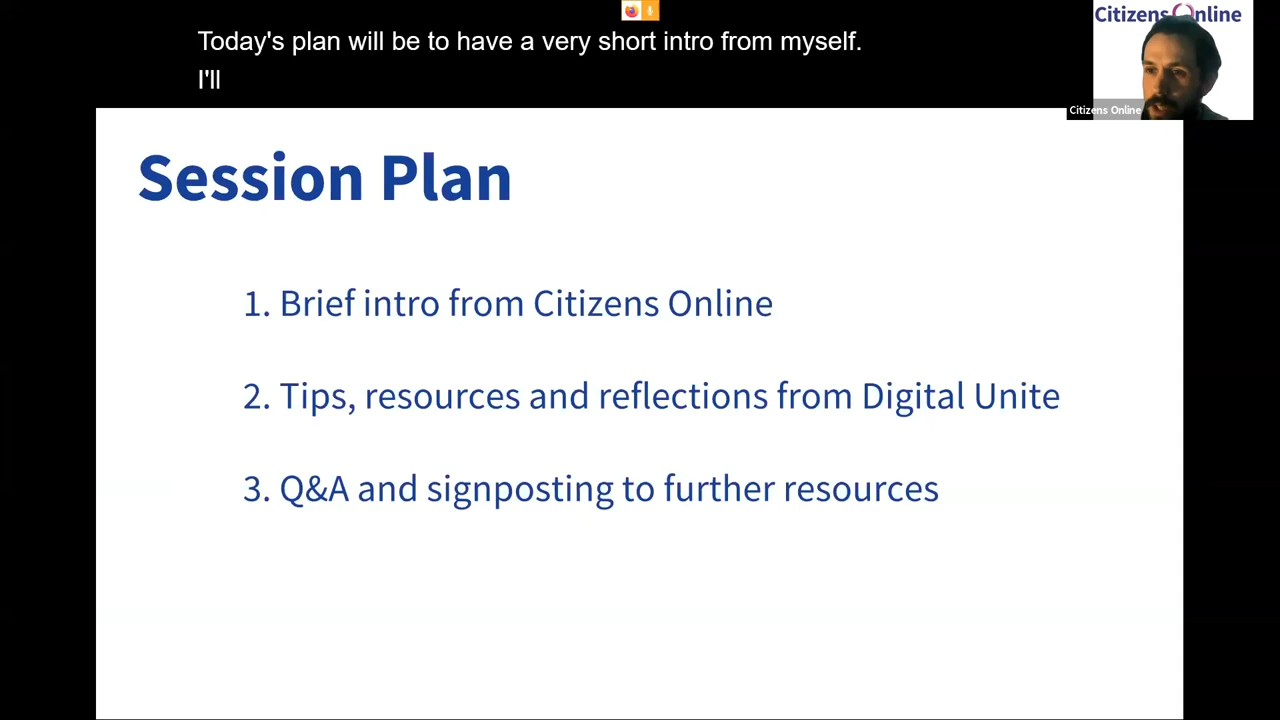 Today's plan will be to have a very short intro from myself.
I'll
Citizens Online
Citizens Online
Session Plan
1. Brief intro from Citizens Online
2. Tips, resources and reflections from Digital Unite
3. Q&A and signposting to further resources